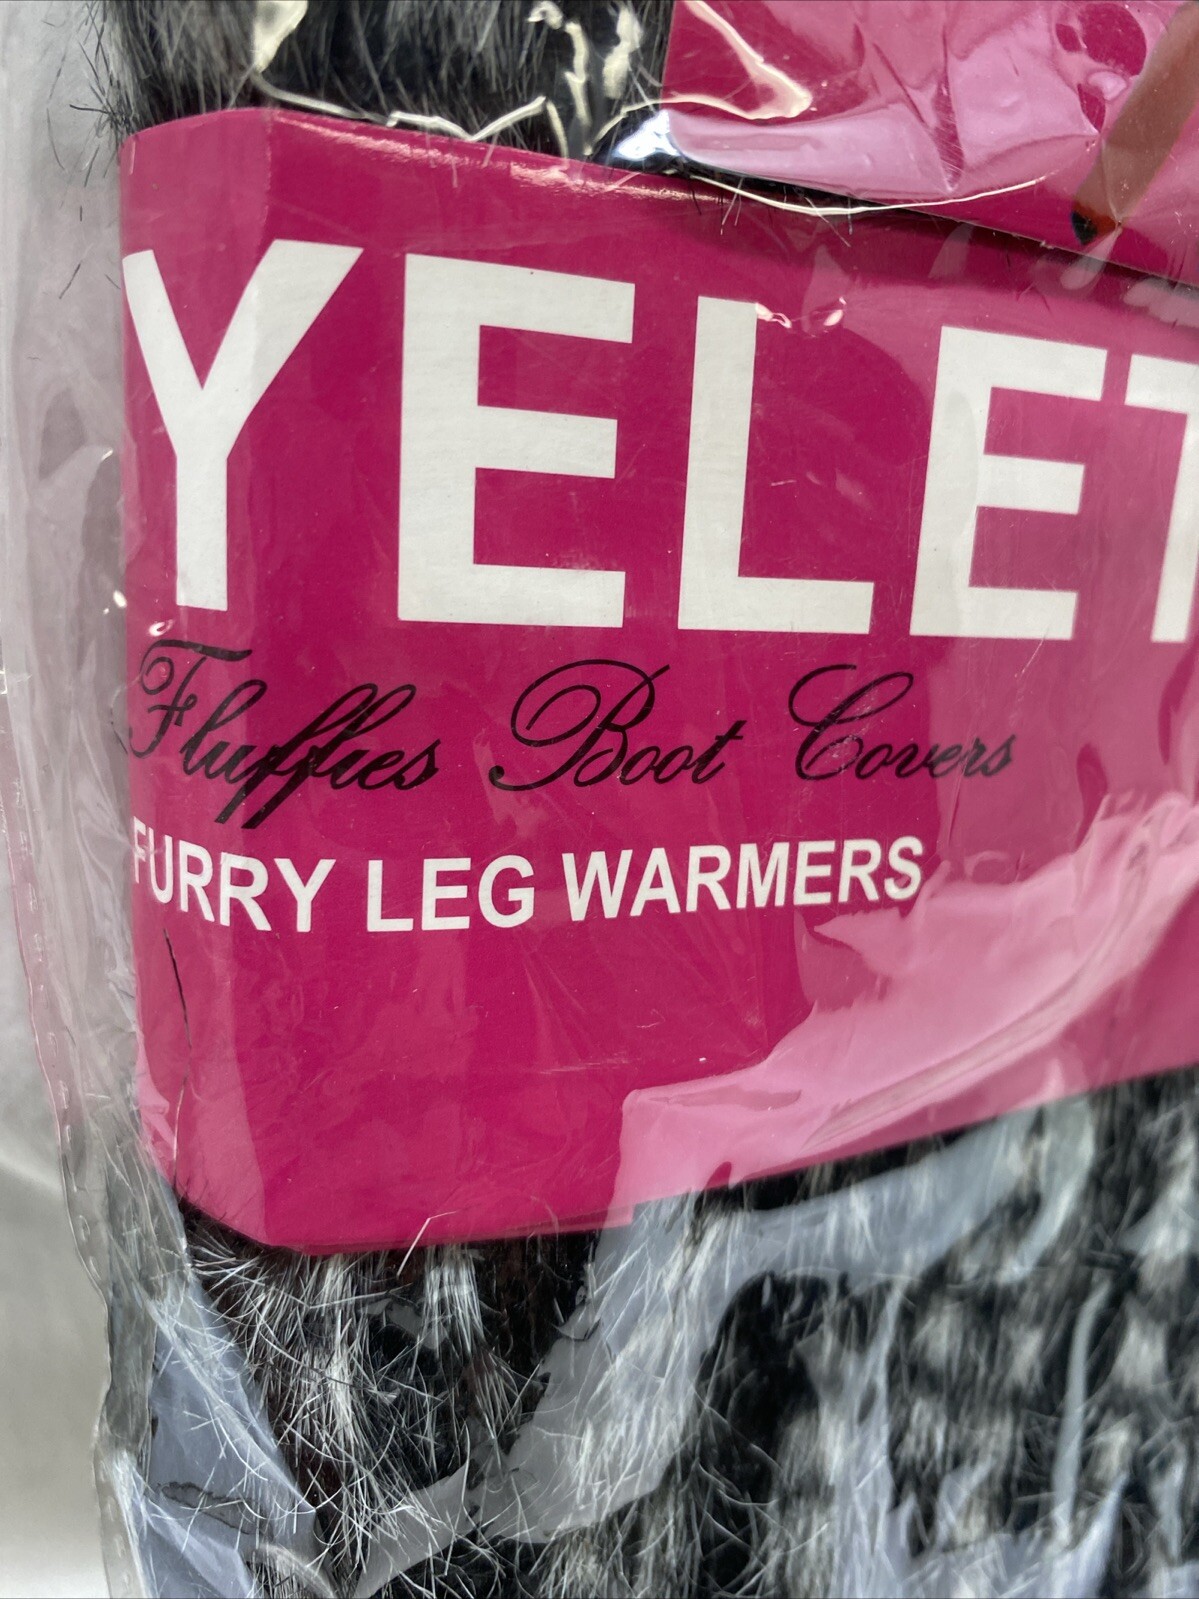 YELET
Fluffies Boot Covers
FURRY LEG WARMERS